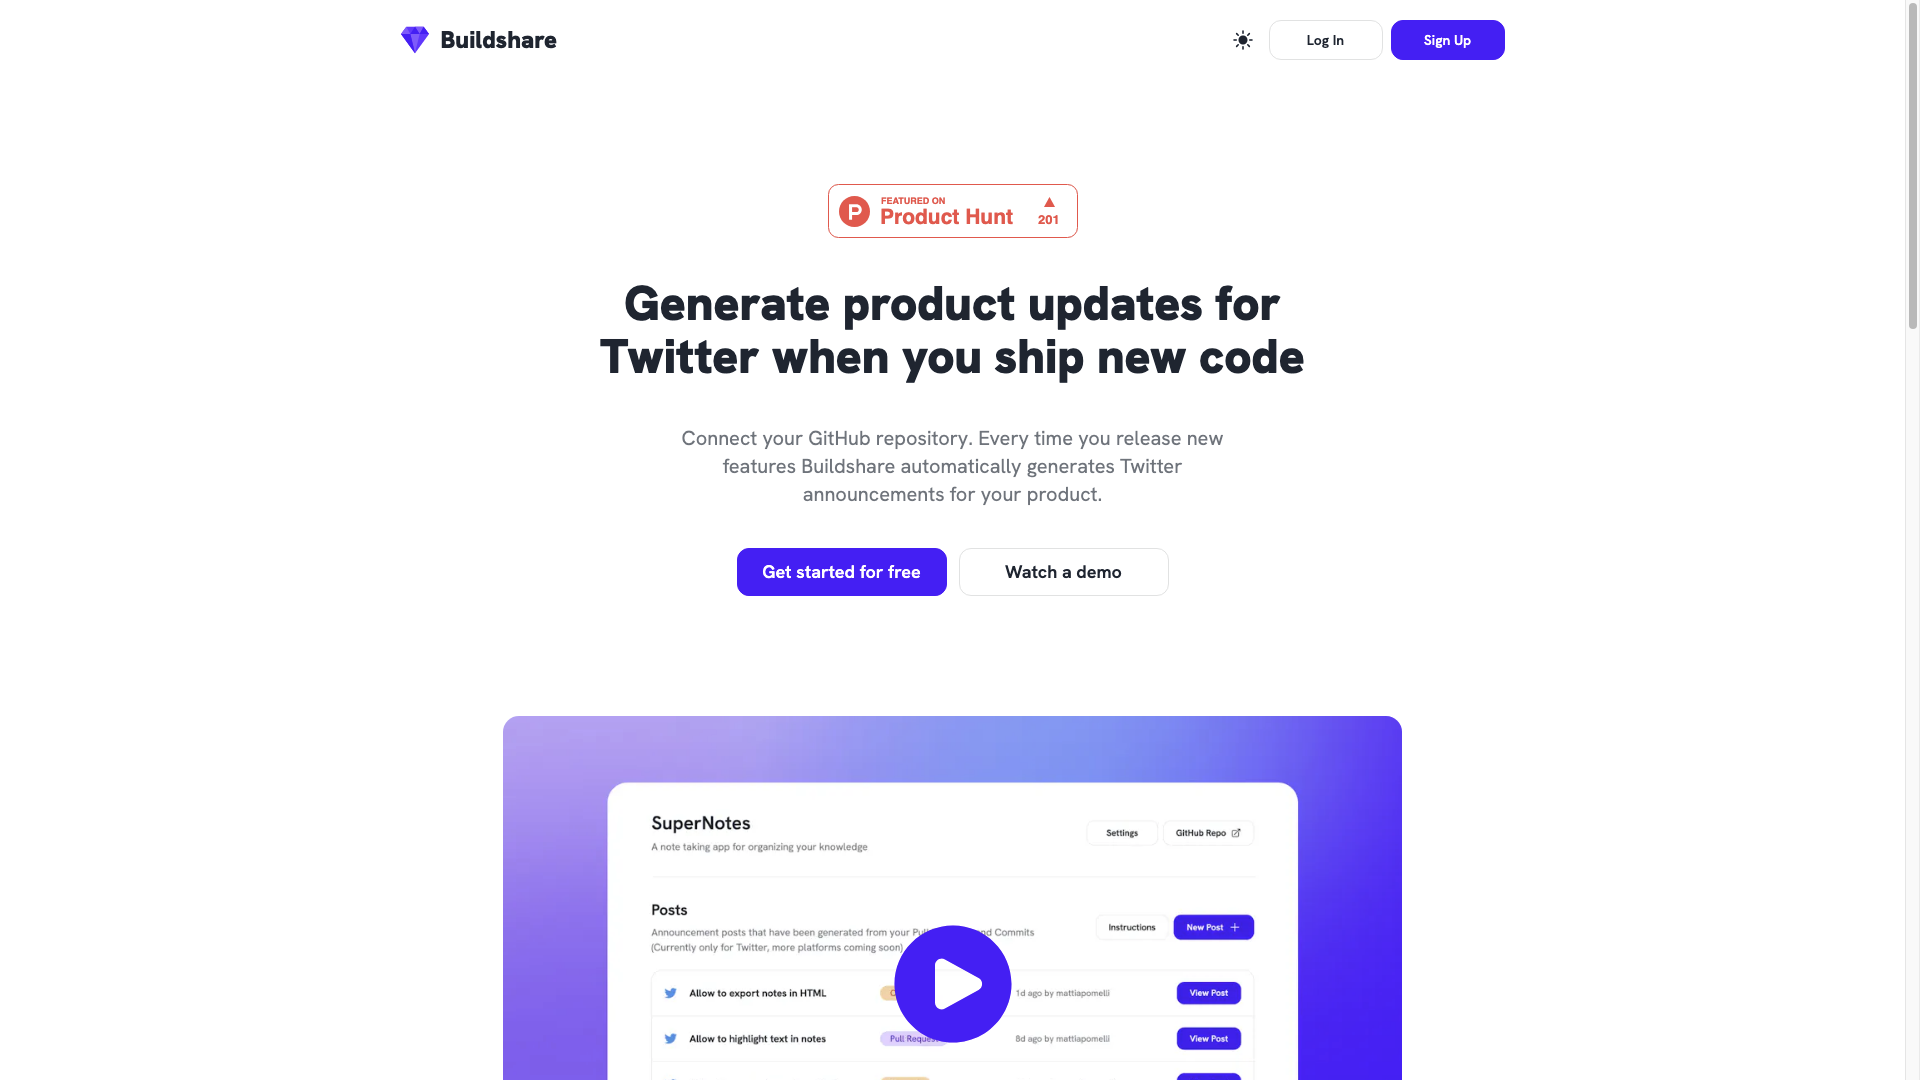 Buildshare
Log In
Sign Up
FEATURED ON
Product Hunt
201
Generate product updates for
Twitter when you ship new code
Connect your GitHub repository. Every time you release new
features Buildshare automatically generates Twitter
announcements for your product.
Get started for free
Watch a demo
SuperNotes
A note taking app for organizing your knowledge
Settings
GitHub Repo
Posts
Announcement posts that have been generated from your Commits
(Currently only for Twitter, more platforms coming soon)
Instructions
New Post
Allow to export notes in HTML
1d ago by mattiapomelli
View Post
Allow to highlight text in notes
Pull Request
8d ago by mattiapomelli
View Post